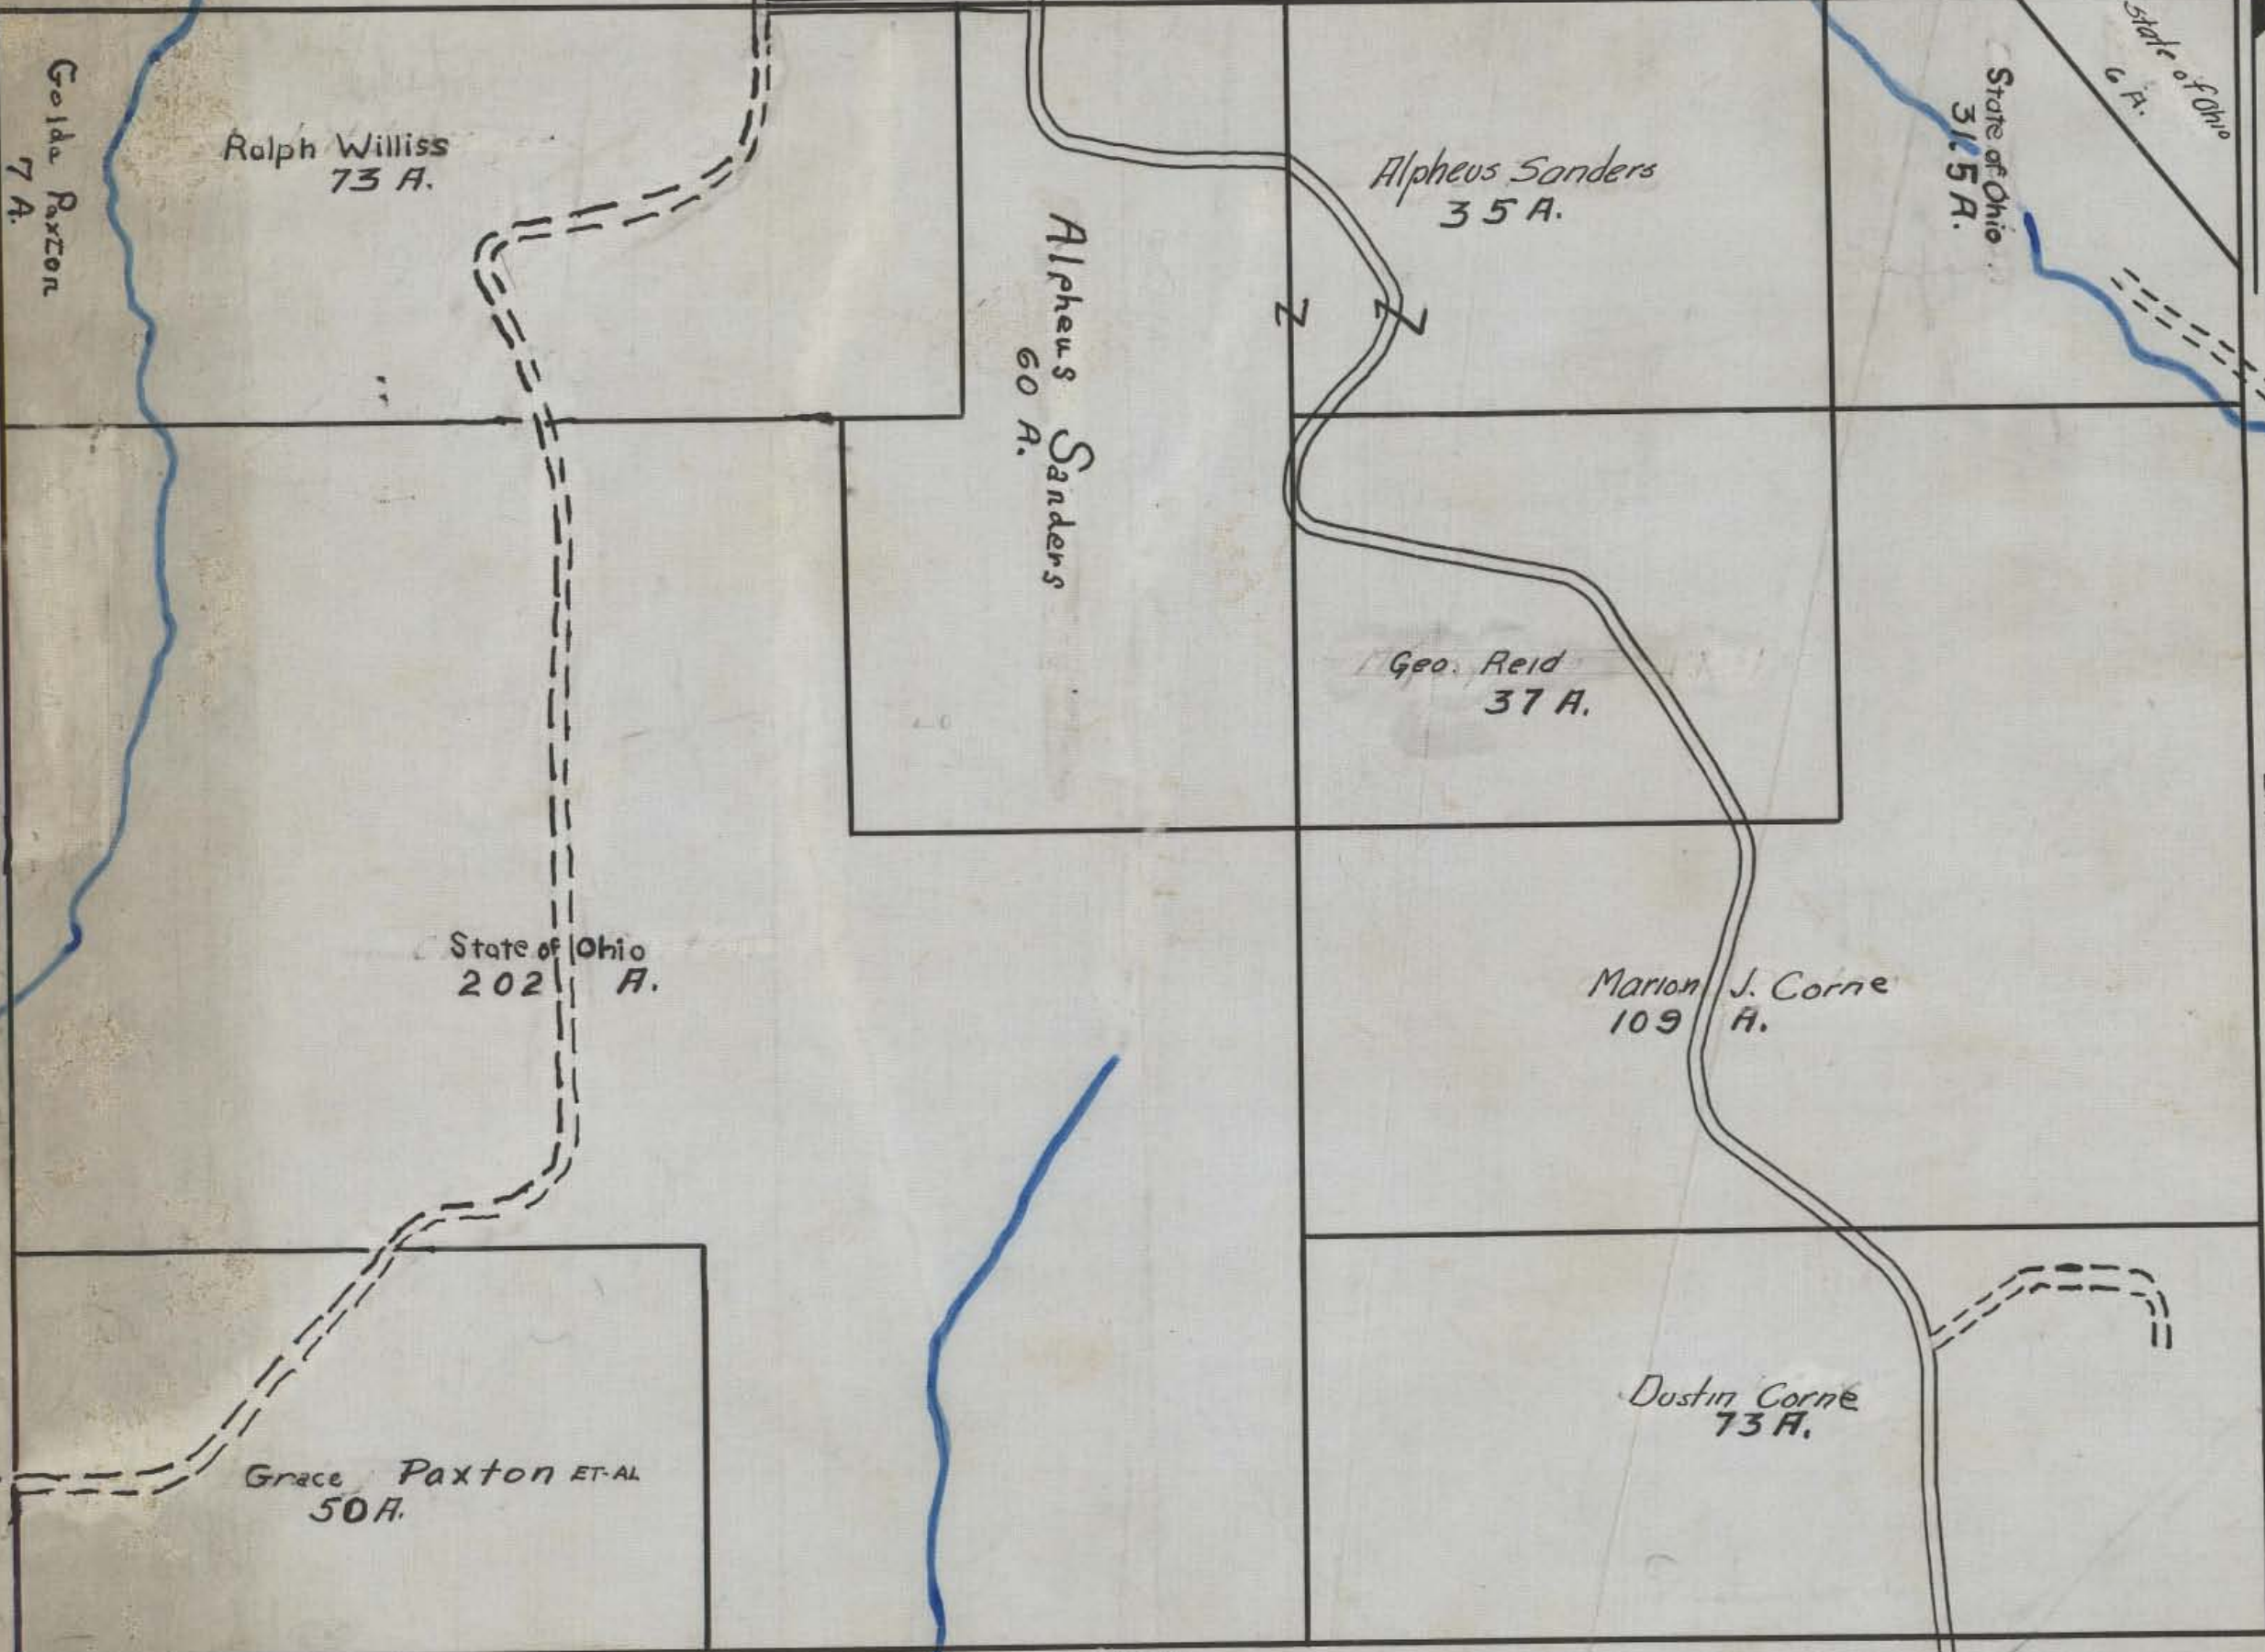 Golda Paxton
7 A.
Ralph Williss
73 A.
Alpheus Sanders
60 A.
Alpheus Sanders
35 A.
State of Ohio
31.5 A.
State of Ohio
6 A.
Geo. Reid
37 A.
State of Ohio
202 A.
Marion J. Corne
109 A.
Dustin Corne
73 A.
Grace Paxton ET-AL
50 A.